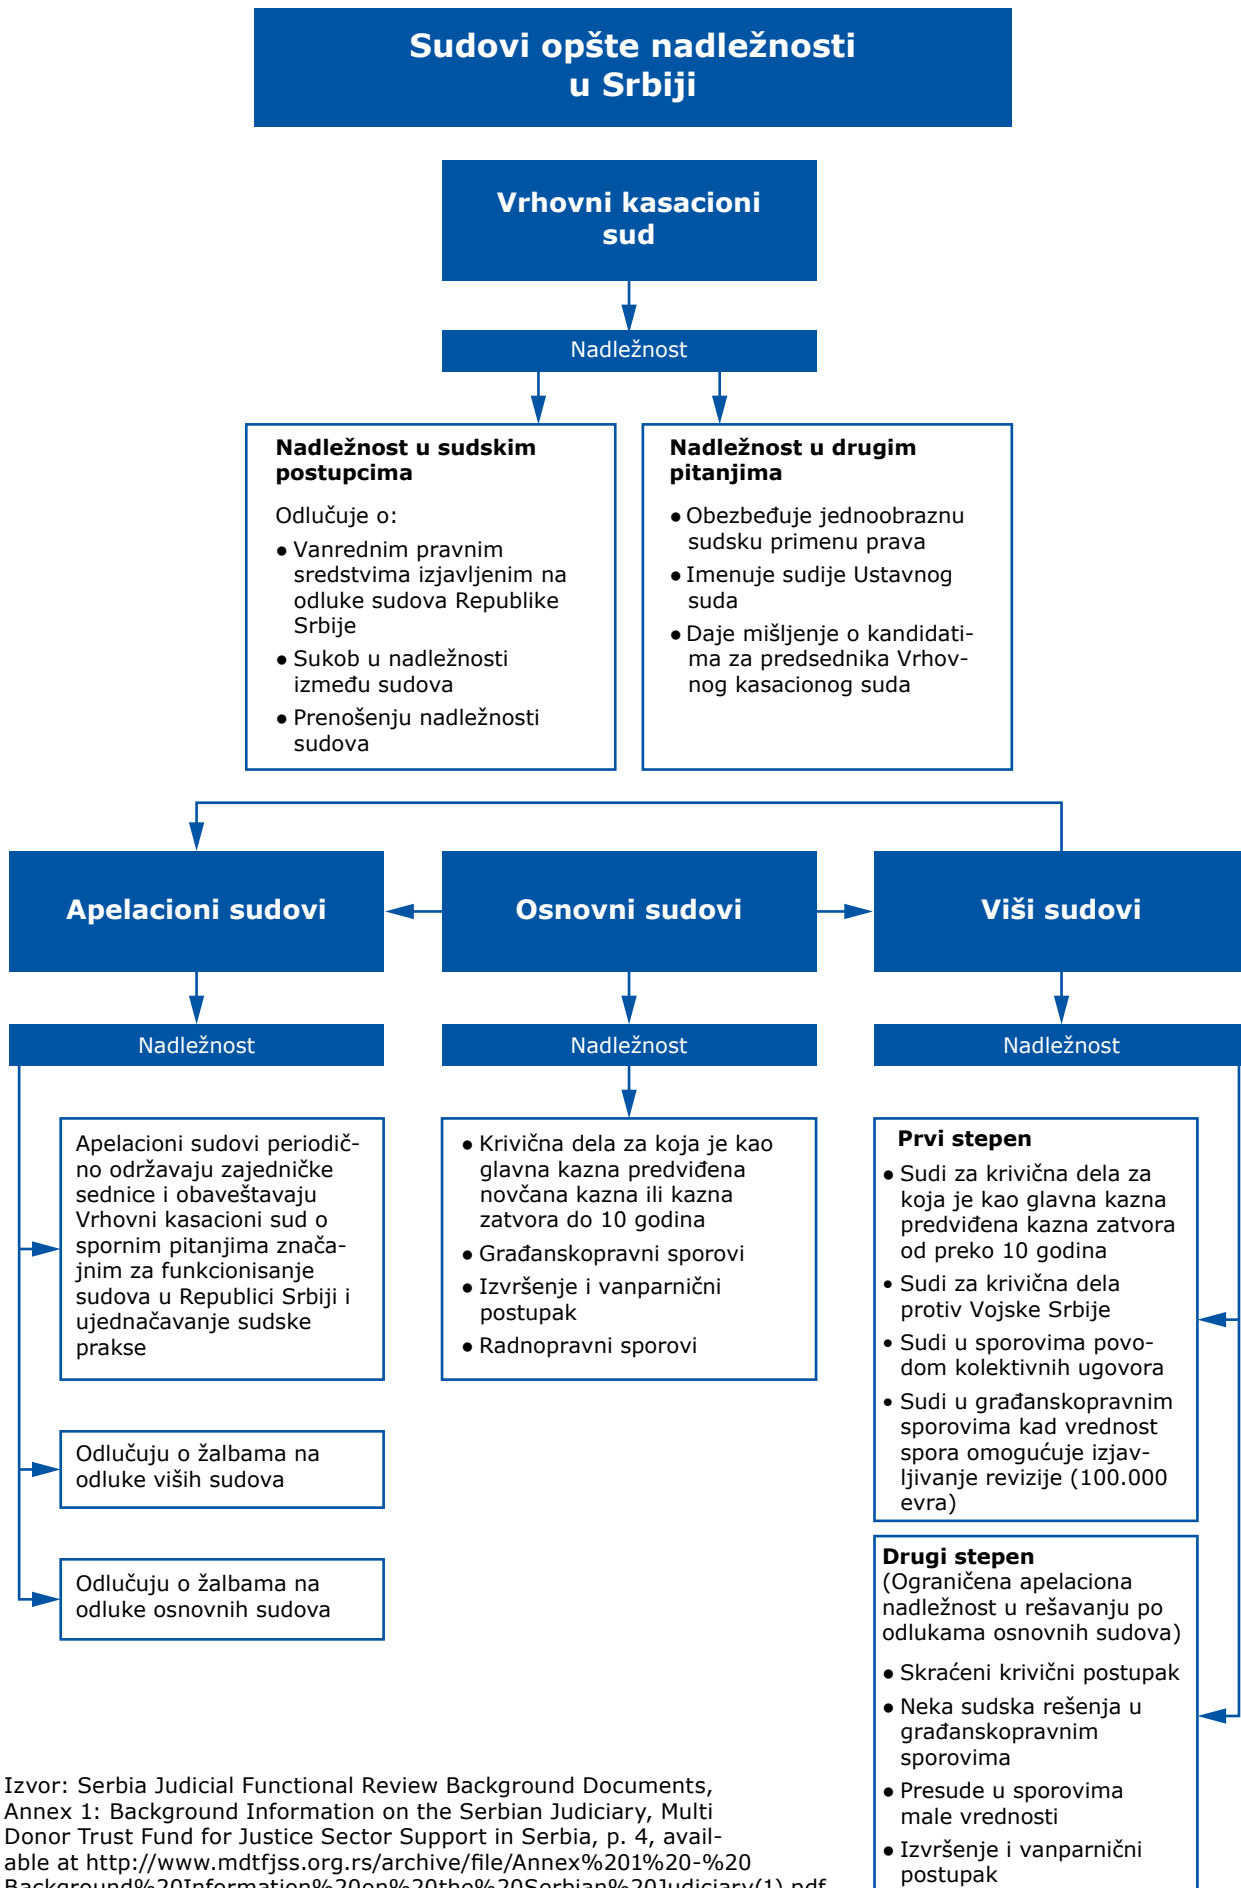 Sudovi opšte nadležnosti
u Srbiji
Vrhovni kasacioni
sud
Nadležnost
Nadležnost u sudskim
postupcima
Odlučuje o:
● Vanrednim pravnim
sredstvima izjavljenim na
odluke sudova Republike
Srbije
● Sukob u nadležnosti
između sudova
● Prenošenju nadležnosti
sudova
Nadležnost u drugim
pitanjima
● Obezbeđuje jednoobraznu
sudsku primenu prava
● Imenuje sudije Ustavnog
suda
● Daje mišljenje o kandidati-
ma za predsednika Vrhov-
nog kasacionog suda
Apelacioni sudovi
Osnovni sudovi
Viši sudovi
Nadležnost
Nadležnost
Nadležnost
Apelacioni sudovi periodič-
no održavaju zajedničke
sednice i obaveštavaju
Vrhovni kasacioni sud o
spornim pitanjima znača-
jnim za funkcionisanje
sudova u Republici Srbiji i
ujednačavanje sudske
prakse
Odlučuju o žalbama na
odluke viših sudova
Odlučuju o žalbama na
odluke osnovnih sudova
● Krivična dela za koja je kao
glavna kazna predviđena
novčana kazna ili kazna
zatvora do 10 godina
● Građanskopravni sporovi
● Izvršenje i vanparnični
postupak
● Radnopravni sporovi
Prvi stepen
● Sudi za krivična dela za
koja je kao glavna kazna
predviđena kazna zatvora
od preko 10 godina
• Sudi za krivična dela
protiv Vojske Srbije
• Sudi u sporovima povo-
dom kolektivnih ugovora
• Sudi u građanskopravnim
sporovima kad vrednost
spora omogućuje izjav-
ljivanje revizije (100.000
evra)
Drugi stepen
(Ograničena apelaciona
nadležnost u rešavanju po
odlukama osnovnih sudova)
● Skraćeni krivični postupak
● Neka sudska rešenja u
građanskopravnim
sporovima
● Presude u sporovima
male vrednosti
● Izvršenje i vanparnični
postupak
Izvor: Serbia Judicial Functional Review Background Documents,
Annex 1: Background Information on the Serbian Judiciary, Multi
Donor Trust Fund for Justice Sector Support in Serbia, p. 4, avail-
able at http://www.mdtfjss.org.rs/archive/file/Annex%201%20-%20
Background%20Information%20on%20the%20Serbian%20Judiciary(1).pdf